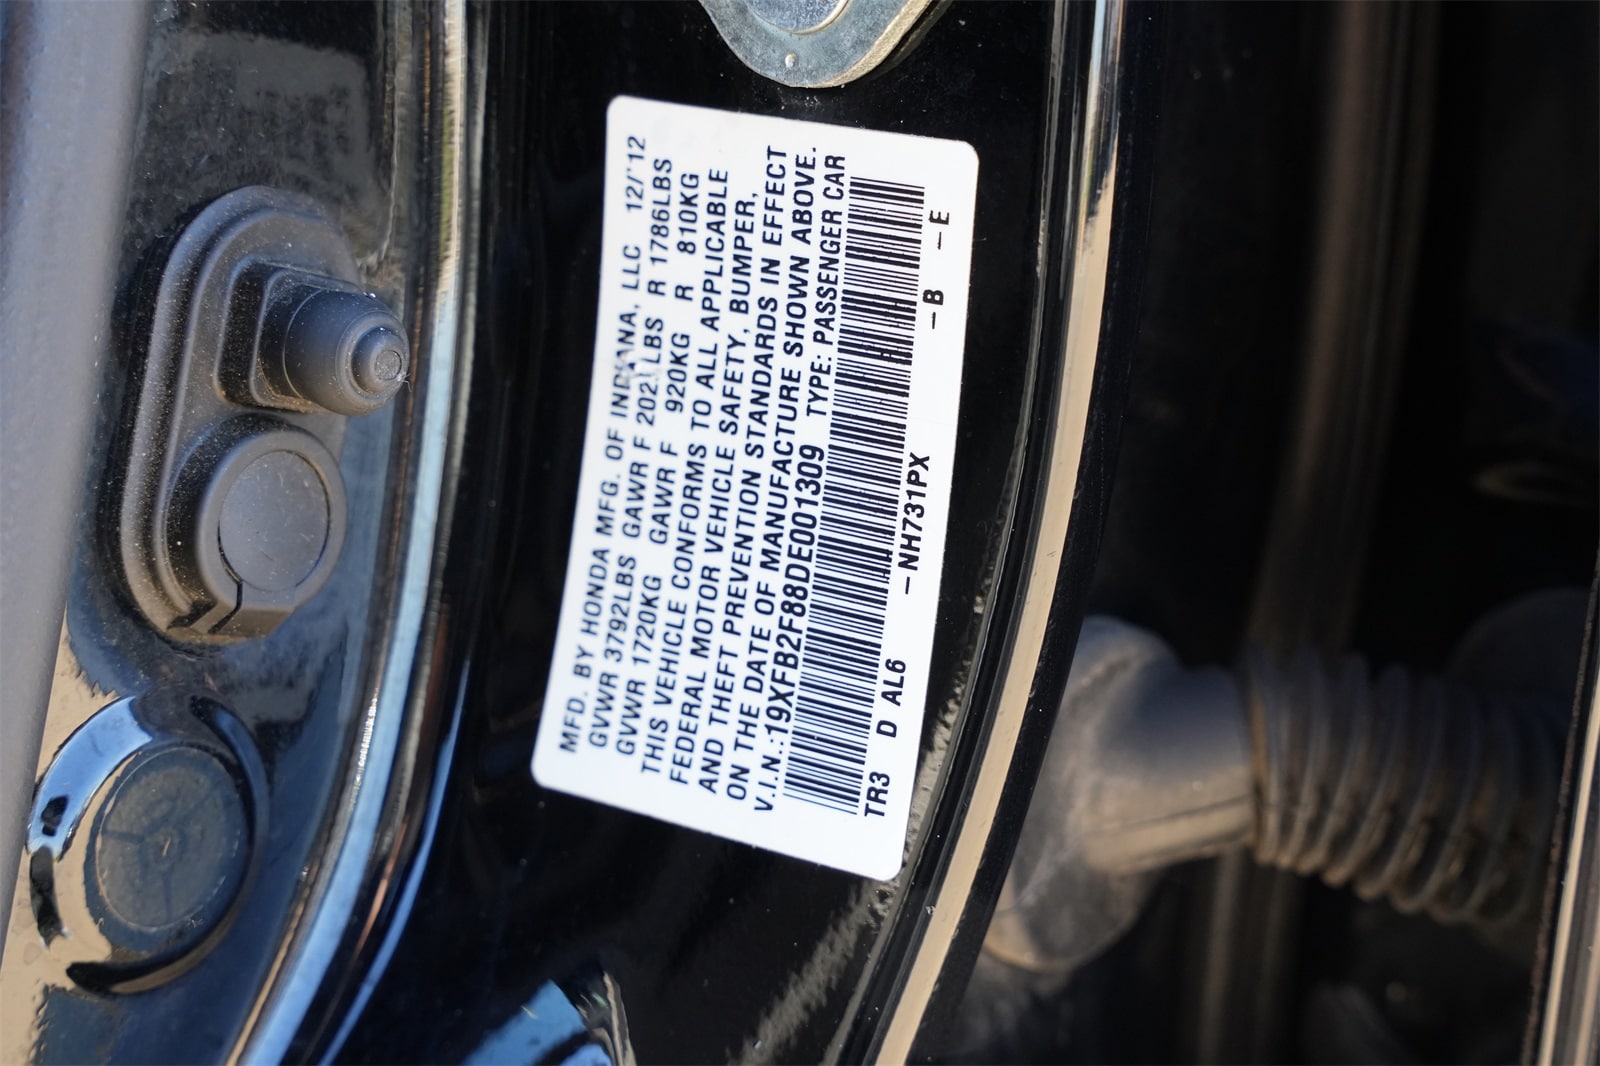 MFD. BY HONDA MFG. OF INDIANA, LLC 12/'12
GVWR 3792LBS GAWR F 2027LBS R 1786LBS
GVWR 1720KG GAWR F 920KG R 810KG
THIS VEHICLE CONFORMS TO ALL APPLICABLE
FEDERAL MOTOR VEHICLE SAFETY, BUMPER,
AND THEFT PREVENTION STANDARDS IN EFFECT
ON THE DATE OF MANUFACTURE SHOWN ABOVE.
V.I.N.:19XFB2F88DE001309 TYPE: PASSENGER CAR
TR3 D AL6 –NH731PX –B –E